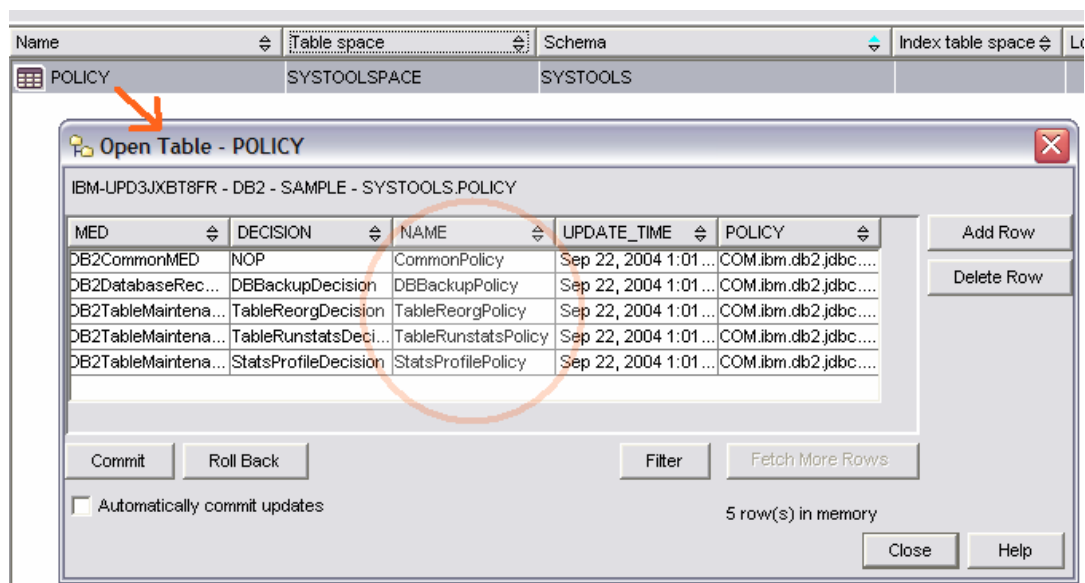 Name Table space Schema Index table space Lo
POLICY SYSTOOLSPACE SYSTOOLS
Open Table - POLICY
IBM-UPD3JXBT8FR - DB2 - SAMPLE - SYSTOOLS.POLICY
MED DECISION NAME UPDATE_TIME POLICY
DB2CommonMED NOP CommonPolicy Sep 22, 2004 1:01... COM.ibm.db2.jdbc....
DB2DatabaseRec... DBBackupDecision DBBackupPolicy Sep 22, 2004 1:01... COM.ibm.db2.jdbc....
DB2TableMaintena... TableReorgDecision TableReorgPolicy Sep 22, 2004 1:01... COM.ibm.db2.jdbc....
DB2TableMaintena... TableRunstatsDeci... TableRunstatsPolicy Sep 22, 2004 1:01... COM.ibm.db2.jdbc....
DB2TableMaintena... StatsProfileDecision StatsProfilePolicy Sep 22, 2004 1:01... COM.ibm.db2.jdbc....
Add Row
Delete Row
Commit Roll Back Filter Fetch More Rows
Automatically commit updates
5 row(s) in memory
Close Help